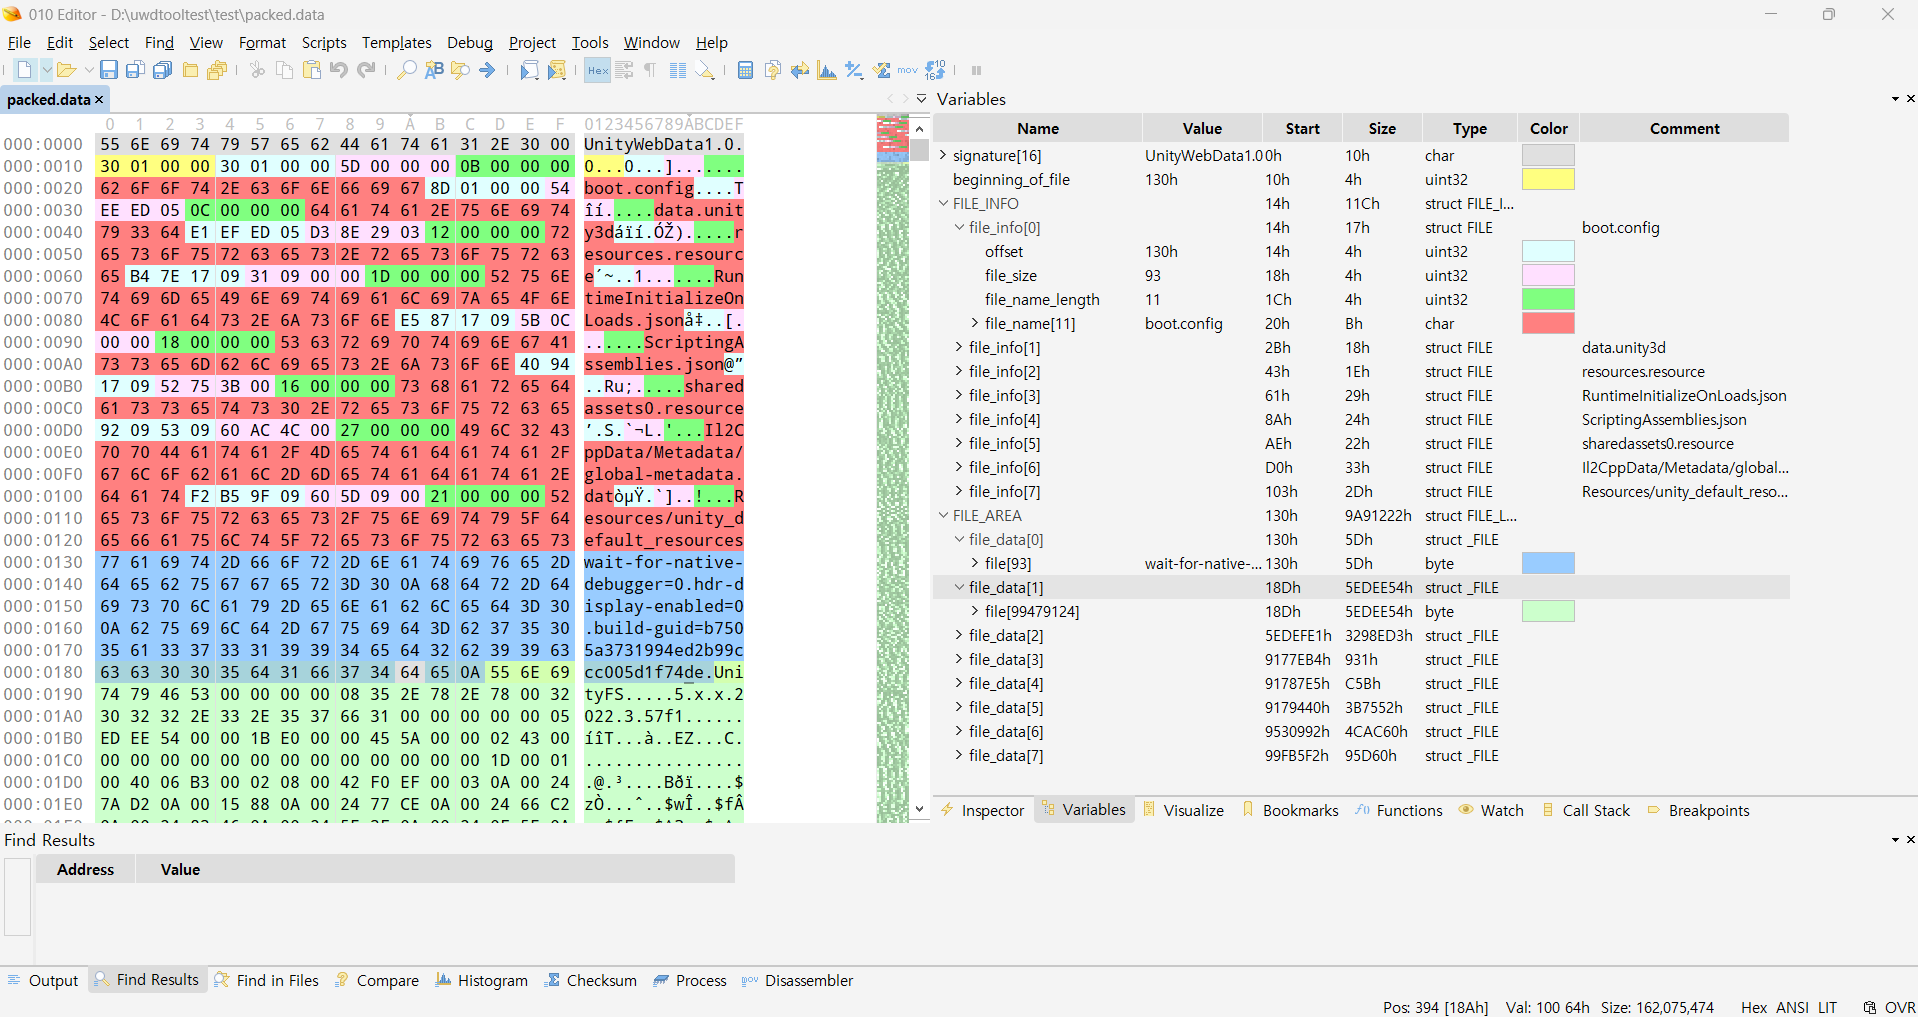 010 Editor - D:\uwdtooltest\test\packed.data
File Edit Select Find View Format Scripts Templates Debug Project Tools Window Help
packed.data
0 1 2 3 4 5 6 7 8 9 A B C D E F 0123456789ABCDEF
000:0000 55 6E 69 74 79 57 65 62 44 61 74 61 31 2E 30 00 UnityWebData1.0.
000:0010 30 01 00 00 30 01 00 00 5D 00 00 00 0B 00 00 00 0...0...].......
000:0020 62 6F 6F 74 2E 63 6F 6E 66 69 67 8D 01 00 00 54 boot.config....T
000:0030 EE ED 05 0C 00 00 00 64 61 74 61 2E 75 6E 69 74 îí.....data.unit
000:0040 79 33 64 E1 EF ED 05 D3 8E 29 03 12 00 00 00 72 y3dáïí.ÓŽ).....r
000:0050 65 73 6F 75 72 63 65 73 2E 72 65 73 6F 75 72 63 esources.resourc
000:0060 65 B4 7E 17 09 31 09 00 00 1D 00 00 00 52 75 6E e´~..1.......Run
000:0070 74 69 6D 65 49 6E 69 74 69 61 6C 69 7A 65 4F 6E timeInitializeOn
000:0080 4C 6F 61 64 73 2E 6A 73 6F 6E E5 87 17 09 5B 0C Loads.jsonå‡..[.
000:0090 00 00 18 00 00 00 53 63 72 69 70 74 69 6E 67 41 ......ScriptingA
000:00A0 73 73 65 6D 62 6C 69 65 73 2E 6A 73 6F 6E 40 94 ssemblies.json@”
000:00B0 17 09 52 75 3B 00 16 00 00 00 73 68 61 72 65 64 ..Ru;.....shared
000:00C0 61 73 73 65 74 73 30 2E 72 65 73 6F 75 72 63 65 assets0.resource
000:00D0 92 09 53 09 60 AC 4C 00 27 00 00 00 49 6C 32 43 ’.S.`¬L.'...Il2C
000:00E0 70 70 44 61 74 61 2F 4D 65 74 61 64 61 74 61 2F ppData/Metadata/
000:00F0 67 6C 6F 62 61 6C 2D 6D 65 74 61 64 61 74 61 2E global-metadata.
000:0100 64 61 74 F2 B5 9F 09 60 5D 09 00 21 00 00 00 52 datòµŸ.`]..!...R
000:0110 65 73 6F 75 72 63 65 73 2F 75 6E 69 74 79 5F 64 esources/unity_d
000:0120 65 66 61 75 6C 74 5F 72 65 73 6F 75 72 63 65 73 efault_resources
000:0130 77 61 69 74 2D 66 6F 72 2D 6E 61 74 69 76 65 2D wait-for-native-
000:0140 64 65 62 75 67 67 65 72 3D 30 0A 68 64 72 2D 64 debugger=0.hdr-d
000:0150 69 73 70 6C 61 79 2D 65 6E 61 62 6C 65 64 3D 30 isplay-enabled=0
000:0160 0A 62 75 69 6C 64 2D 67 75 69 64 3D 62 37 35 30 .build-guid=b750
000:0170 35 61 33 37 33 31 39 39 34 65 64 32 62 39 39 63 5a3731994ed2b99c
000:0180 63 63 30 30 35 64 31 66 37 34 64 65 0A 55 6E 69 cc005d1f74de.Uni
000:0190 74 79 46 53 00 00 00 00 08 35 2E 78 2E 78 00 32 tyFS.....5.x.x.2
000:01A0 30 32 32 2E 33 2E 35 37 66 31 00 00 00 00 00 05 022.3.57f1......
000:01B0 ED EE 54 00 00 1B E0 00 00 45 5A 00 00 02 43 00 íîT...à..EZ...C.
000:01C0 00 00 00 00 00 00 00 00 00 00 00 00 00 1D 00 01 ................
000:01D0 00 40 06 B3 00 02 08 00 42 F0 EF 00 03 0A 00 24 .@.³....Bðï....$
000:01E0 7A D2 0A 00 15 88 0A 00 24 77 CE 0A 00 24 66 C2 zÒ...ˆ..$wÎ..$fÂ
Variables
Name Value Start Size Type Color Comment
signature[16] UnityWebData1.0 0h 10h char
beginning_of_file 130h 10h 4h uint32
FILE_INFO 14h 11Ch struct FILE_I...
file_info[0] 14h 17h struct FILE boot.config
offset 130h 14h 4h uint32
file_size 93 18h 4h uint32
file_name_length 11 1Ch 4h uint32
file_name[11] boot.config 20h Bh char
file_info[1] 2Bh 18h struct FILE data.unity3d
file_info[2] 43h 1Eh struct FILE resources.resource
file_info[3] 61h 29h struct FILE RuntimeInitializeOnLoads.json
file_info[4] 8Ah 24h struct FILE ScriptingAssemblies.json
file_info[5] AEh 22h struct FILE sharedassets0.resource
file_info[6] D0h 33h struct FILE Il2CppData/Metadata/global...
file_info[7] 103h 2Dh struct FILE Resources/unity_default_reso...
FILE_AREA 130h 9A91222h struct FILE_L...
file_data[0] 130h 5Dh struct _FILE
file[93] wait-for-native-... 130h 5Dh byte
file_data[1] 18Dh 5EDEE54h struct _FILE
file[99479124] 18Dh 5EDEE54h byte
file_data[2] 5EDEFE1h 3298ED3h struct _FILE
file_data[3] 9177EB4h 931h struct _FILE
file_data[4] 91787E5h C5Bh struct _FILE
file_data[5] 9179440h 3B7552h struct _FILE
file_data[6] 9530992h 4CAC60h struct _FILE
file_data[7] 99FB5F2h 95D60h struct _FILE
Inspector Variables Visualize Bookmarks Functions Watch Call Stack Breakpoints
Find Results
Address Value
Output Find Results Find in Files Compare Histogram Checksum Process Disassembler
Pos: 394 [18Ah] Val: 100 64h Size: 162,075,474 Hex ANSI LIT OVR